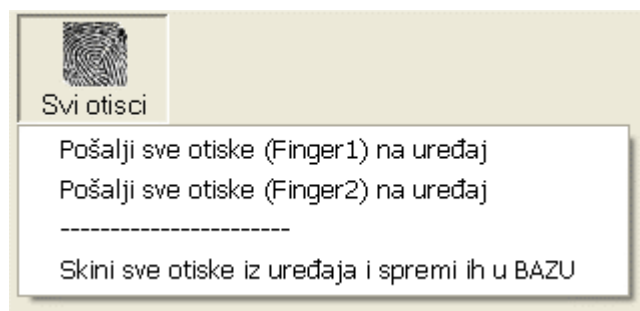 Svi otisci
Pošalji sve otiske (Finger1) na uređaj
Pošalji sve otiske (Finger2) na uređaj
-----------------------
Skini sve otiske iz uređaja i spremi ih u BAZU